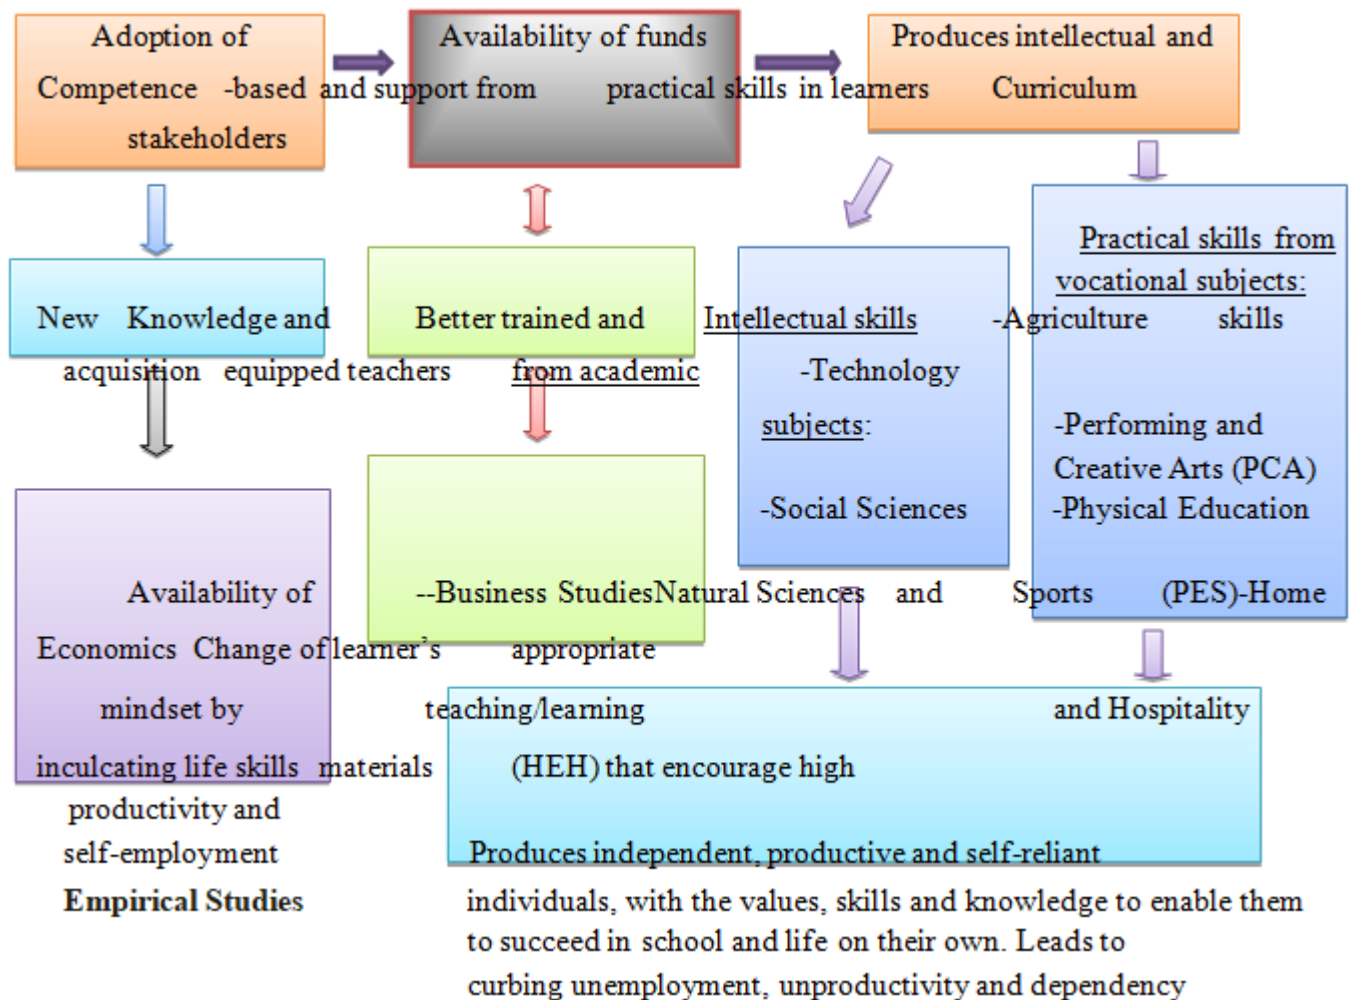 Adoption of Availability of funds Produces intellectual and
Competence -based and support from practical skills in learners Curriculum
stakeholders
Practical skills from
vocational subjects:
New Knowledge and Better trained and Intellectual skills -Agriculture skills
acquisition equipped teachers from academic -Technology
subjects: -Performing and
Creative Arts (PCA)
-Social Sciences -Physical Education
Availability of --Business StudiesNatural Sciences and Sports (PES)-Home
Economics Change of learner’s appropriate
mindset by teaching/learning and Hospitality
inculcating life skills materials (HEH) that encourage high
productivity and
self-employment Produces independent, productive and self-reliant
Empirical Studies individuals, with the values, skills and knowledge to enable them
to succeed in school and life on their own. Leads to
curbing unemployment, unproductivity and dependency